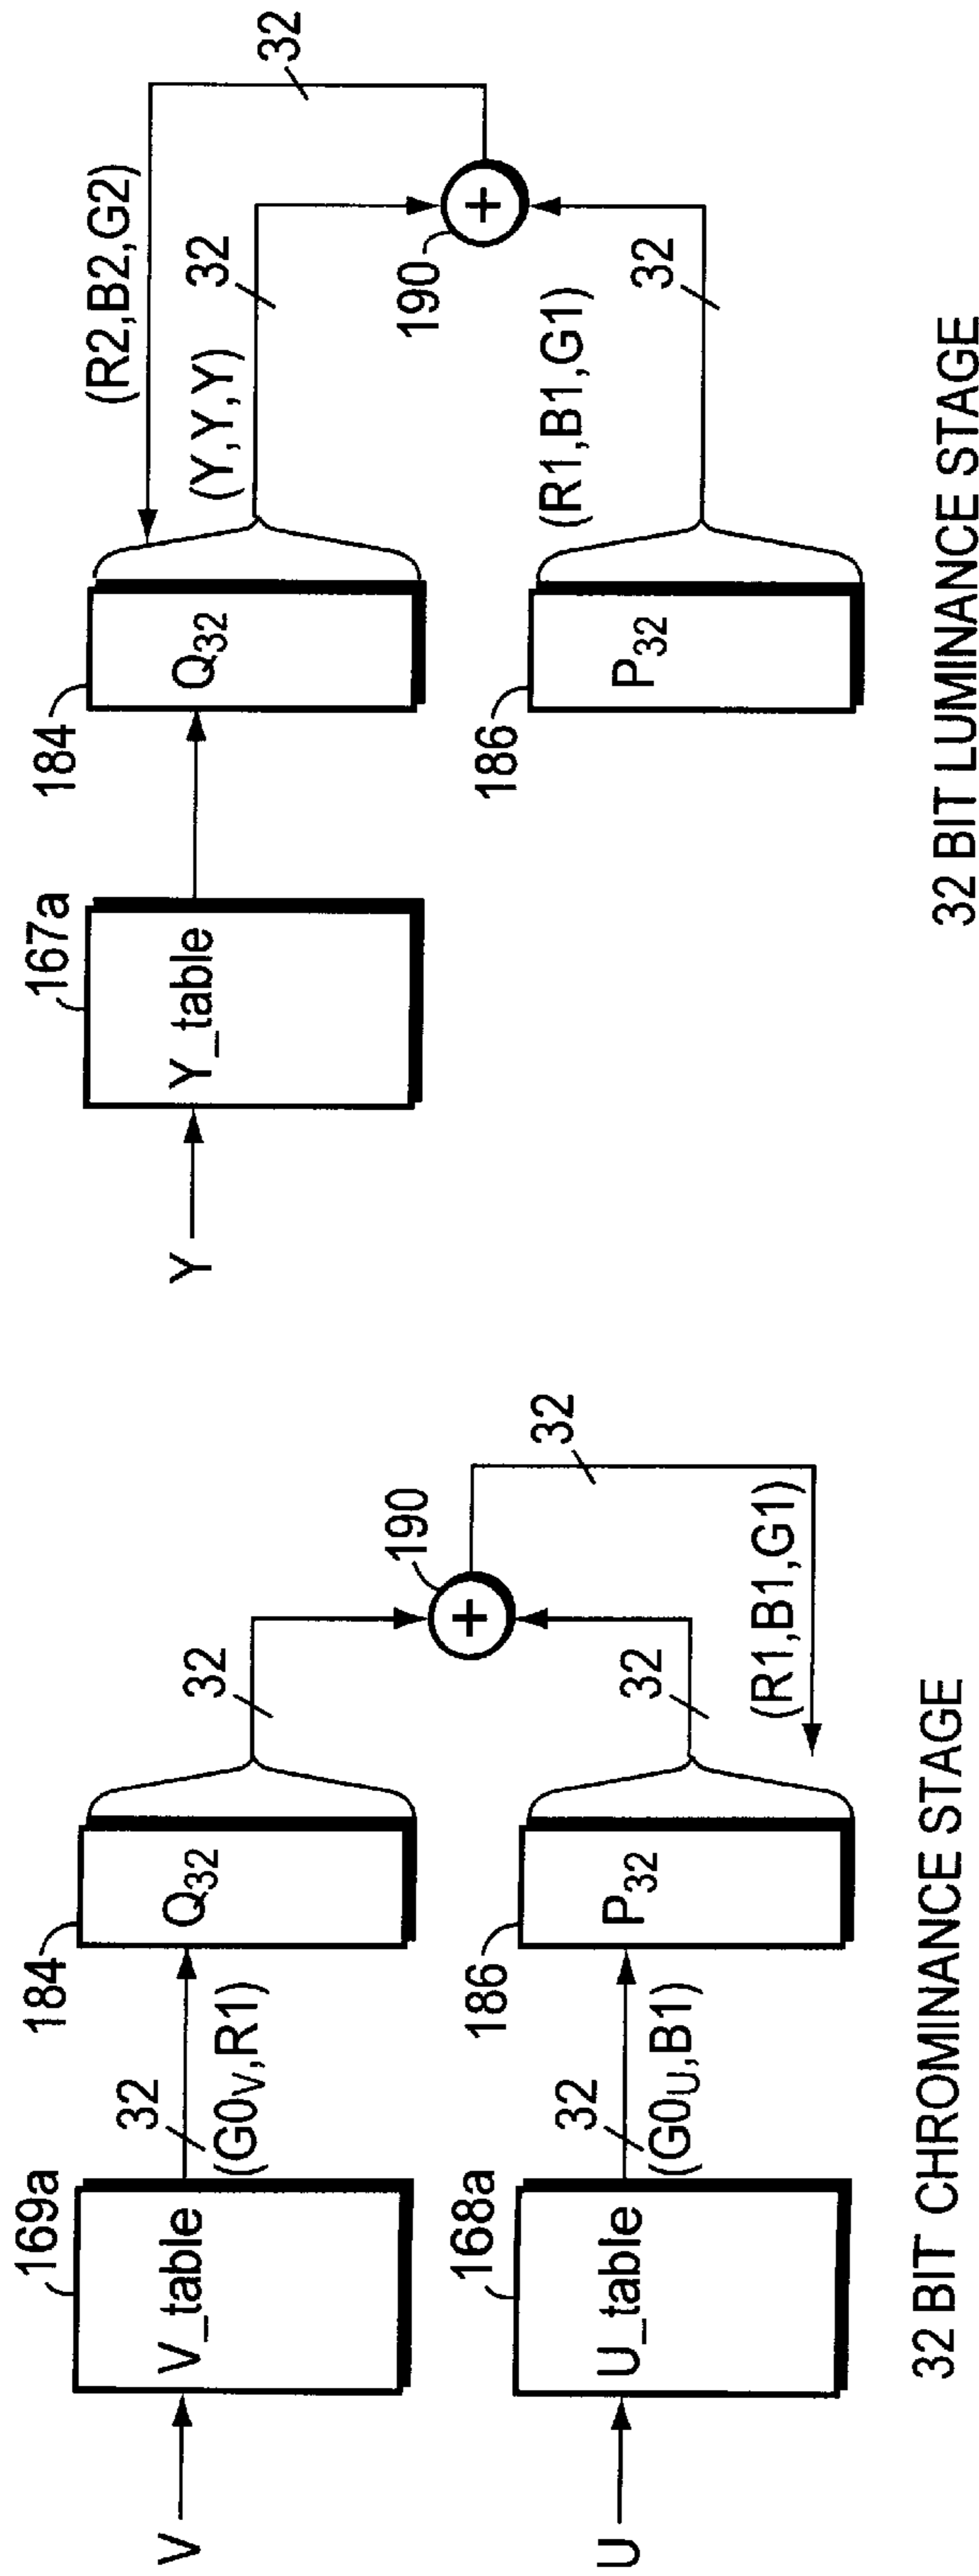 169a
V
V_table
32
(G0V,R1)
184
Q32
32
190
+
32
168a
U
U_table
32
(G0U,B1)
186
P32
32
(R1,B1,G1)
32 BIT CHROMINANCE STAGE
167a
Y
Y_table
184
Q32
(Y,Y,Y)
32
(R2,B2,G2)
32
190
+
186
P32
(R1,B1,G1)
32
32 BIT LUMINANCE STAGE